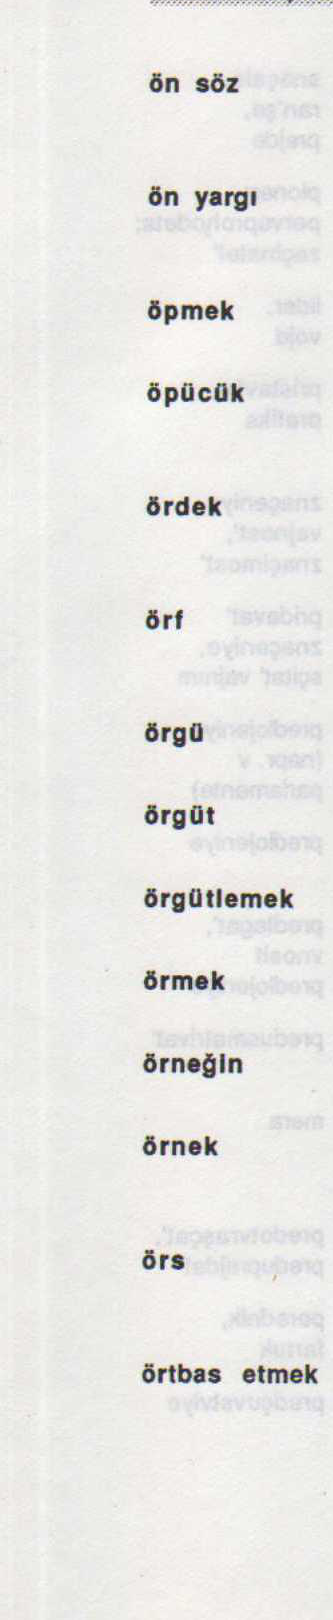 ön söz
ön yargı
öpmek
öpücük
ördek
örf
örgü
örgüt
örgütlemek
örmek
örneğin
örnek
örs
örtbas etmek